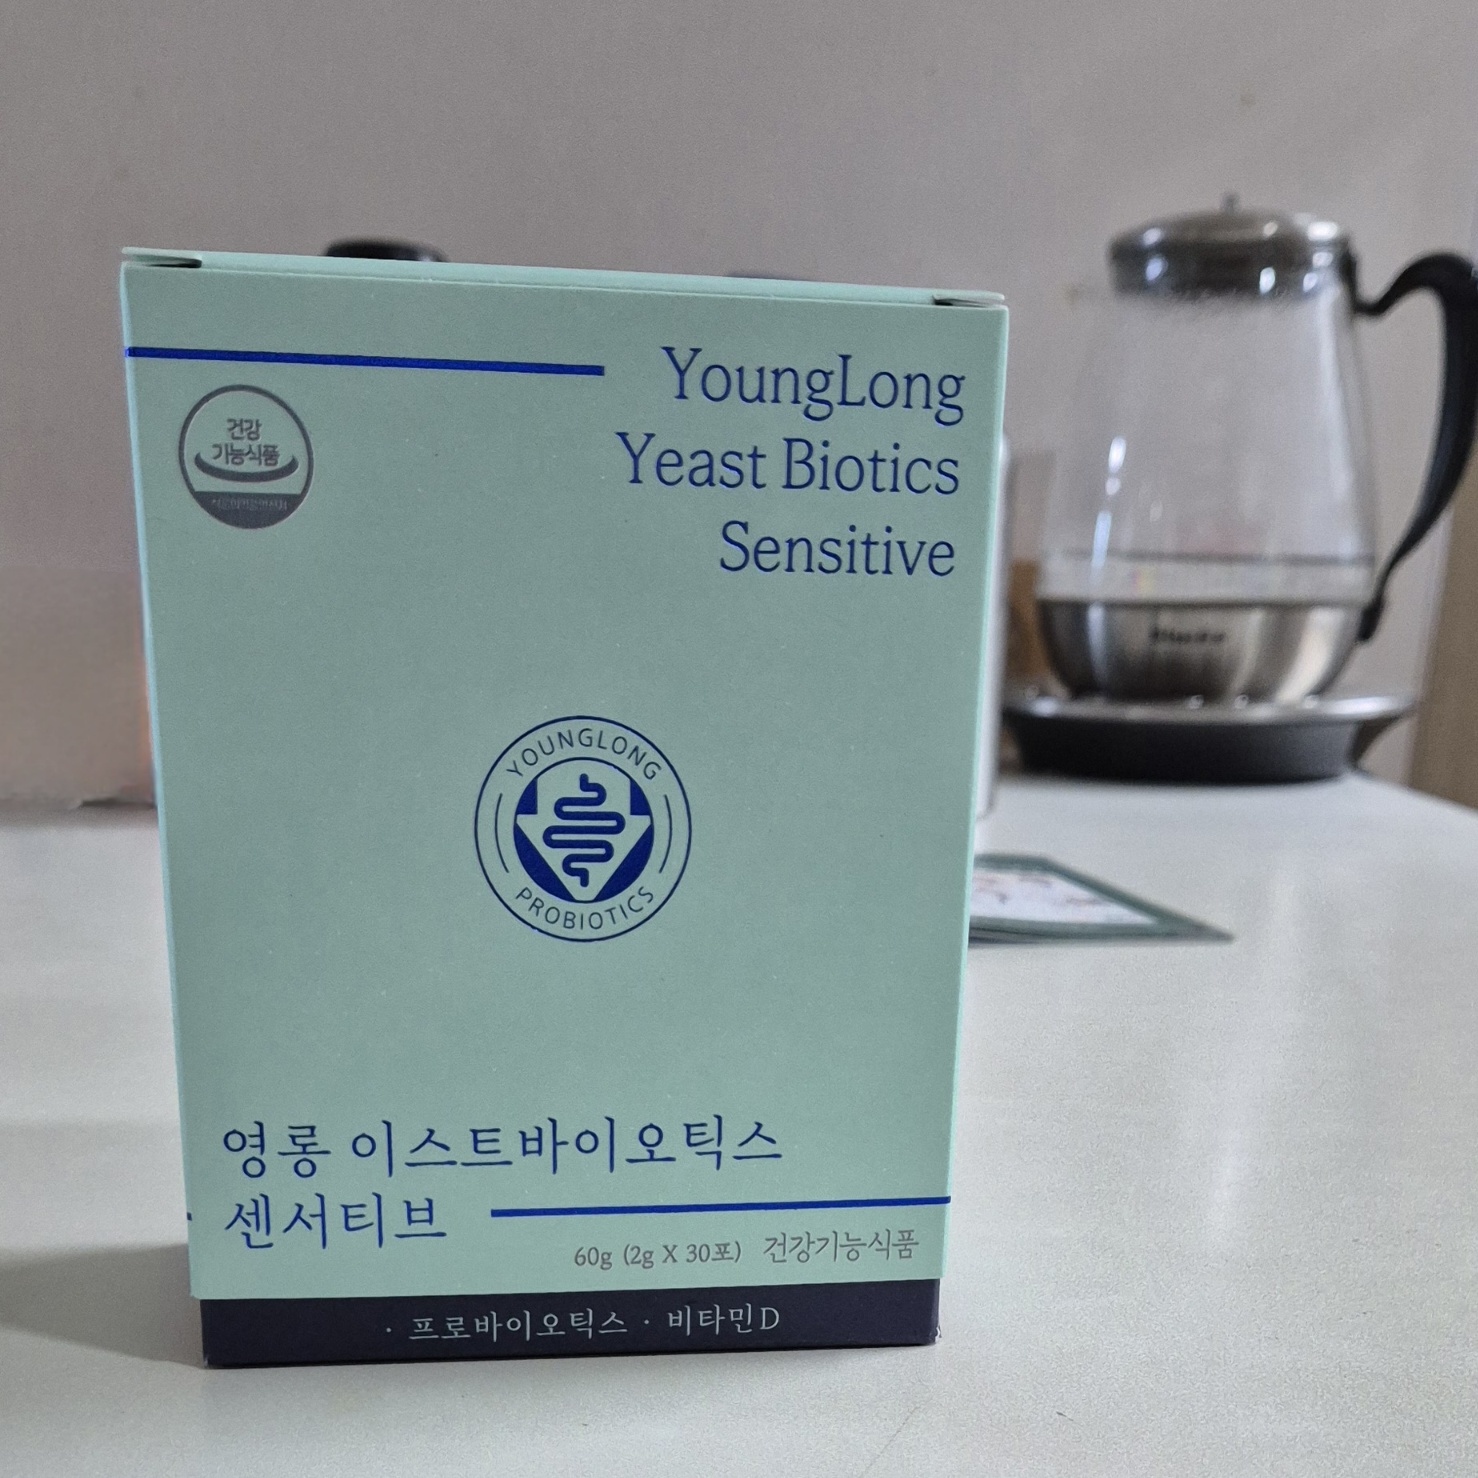 YoungLong
Yeast Biotics
Sensitive
건강
기능식품
YOUNGLONG
PROBIOTICS
영롱 이스트바이오틱스
센서티브
60g (2g X 30포) 건강기능식품
· 프로바이오틱스 · 비타민D